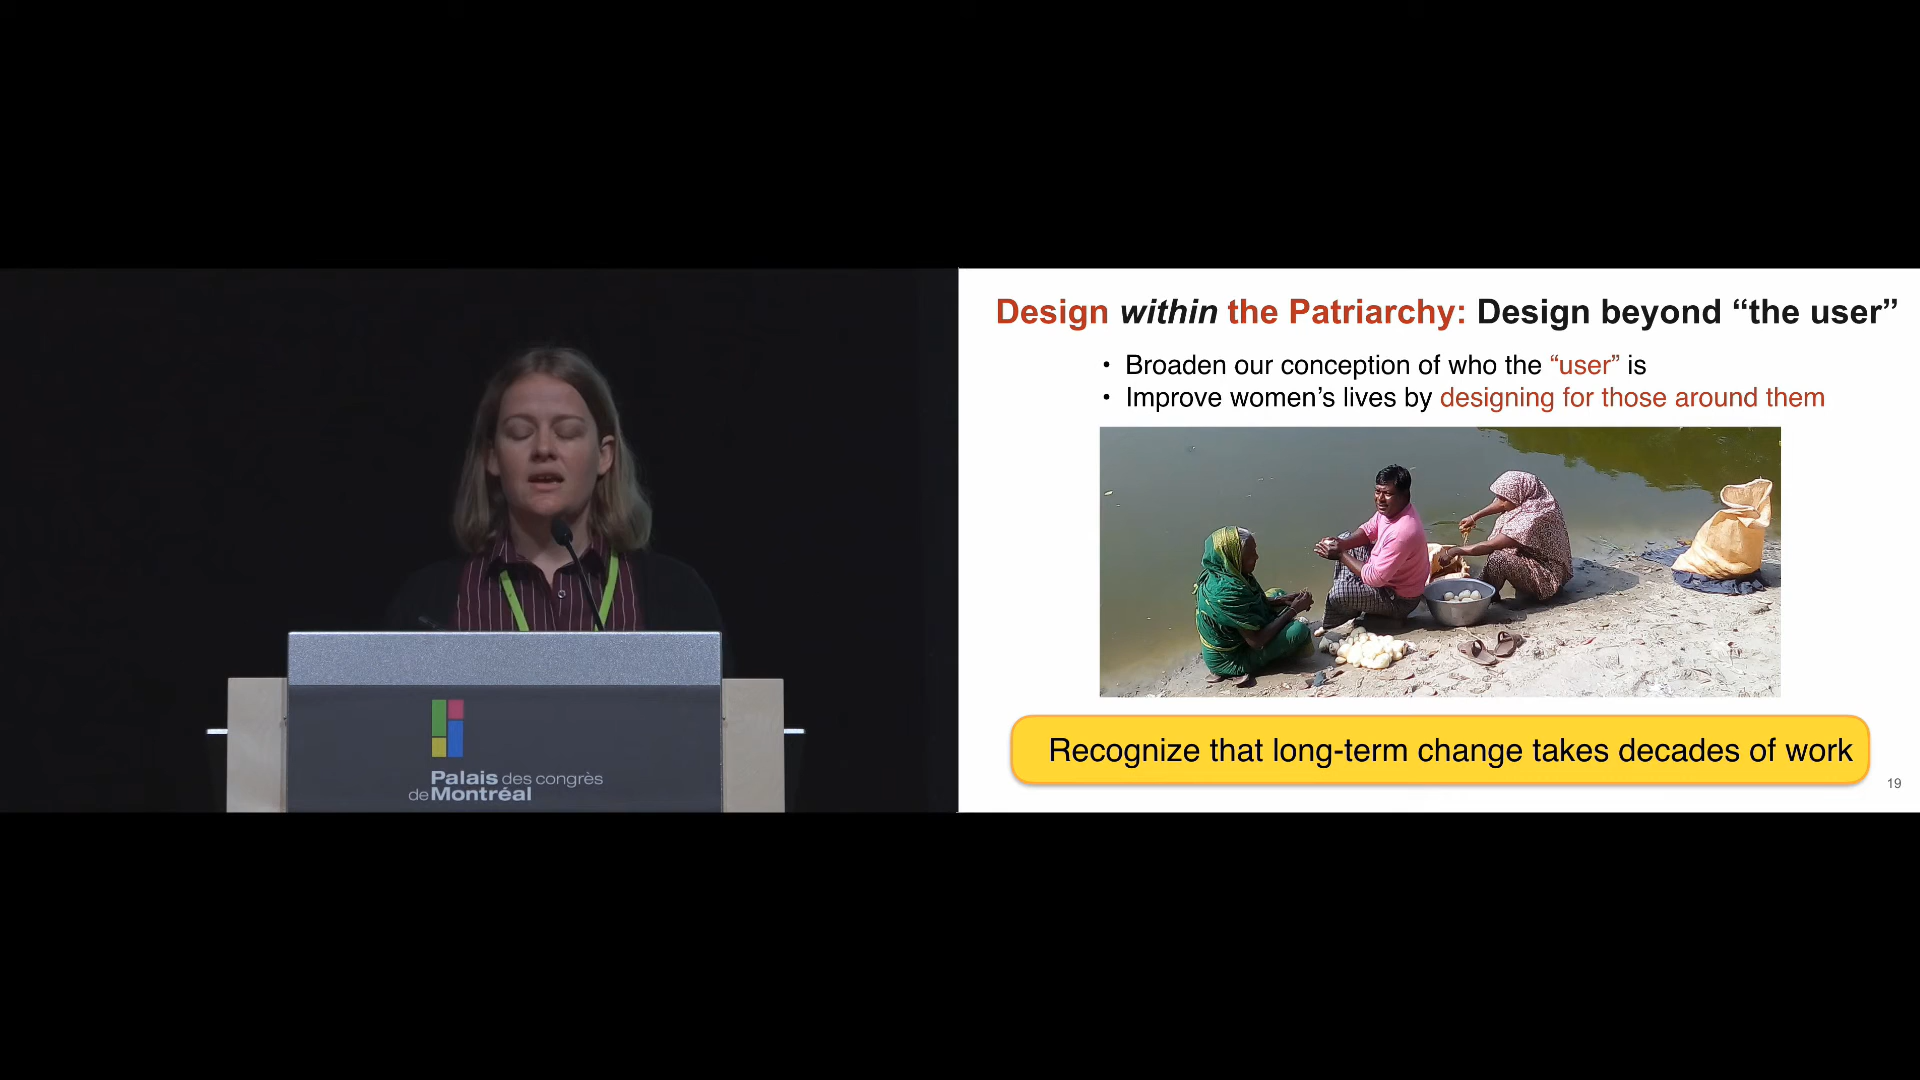 Design within the Patriarchy: Design beyond “the user”
• Broaden our conception of who the “user” is
• Improve women’s lives by designing for those around them
Recognize that long-term change takes decades of work
19
Palais des congrès
de Montréal